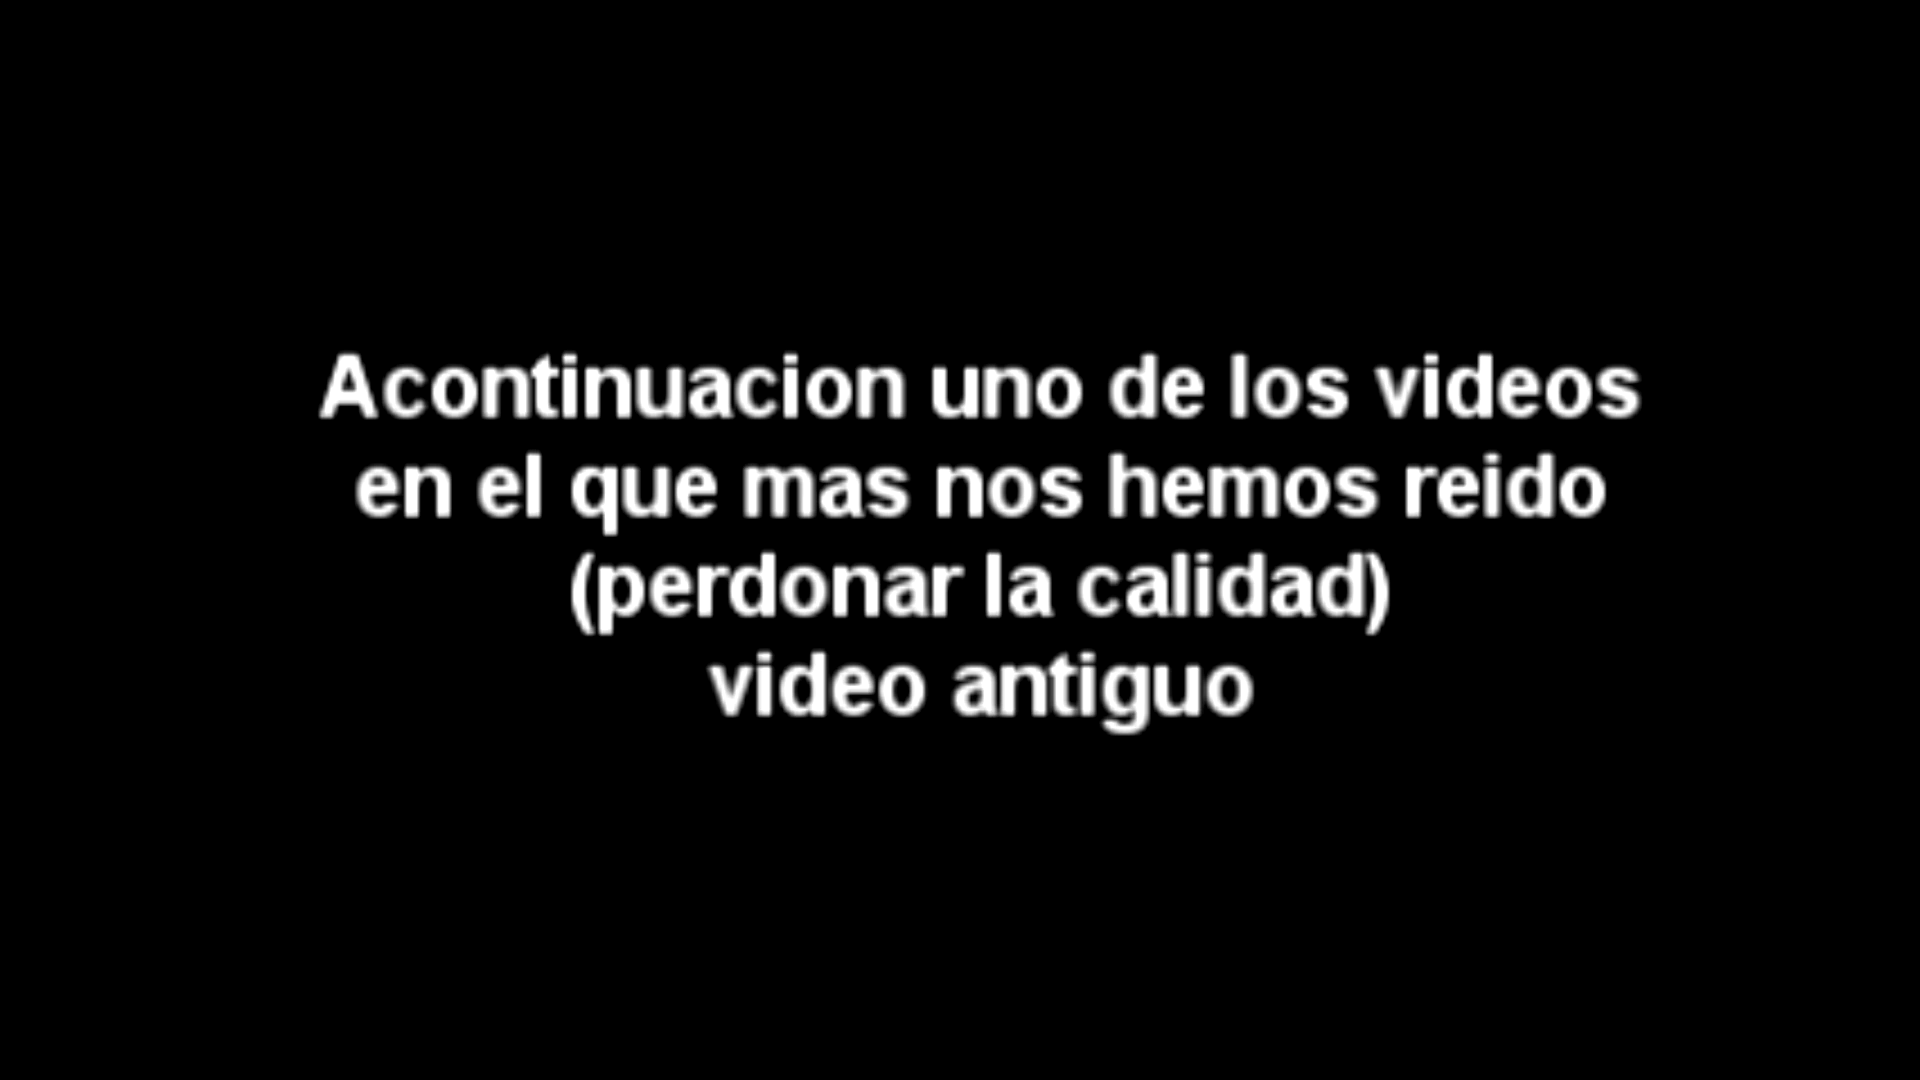 Acontinuacion uno de los videos
en el que mas nos hemos reido
(perdonar la calidad)
video antiguo